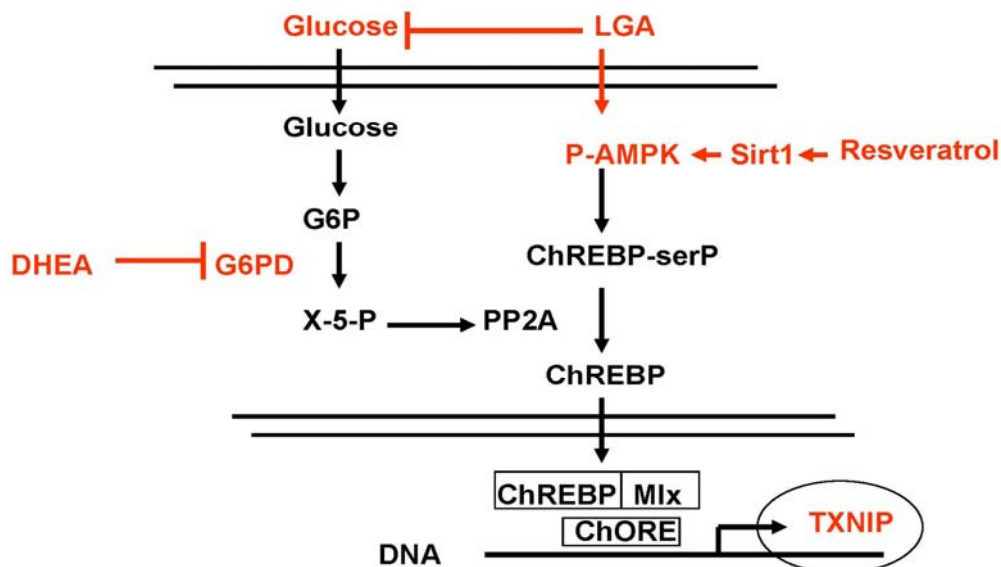 Glucose LGA
Glucose
P-AMPK Sirt1 Resveratrol
G6P
ChREBP-serP
DHEA G6PD
X-5-P PP2A
ChREBP
ChREBP Mlx
TXNIP
ChORE
DNA